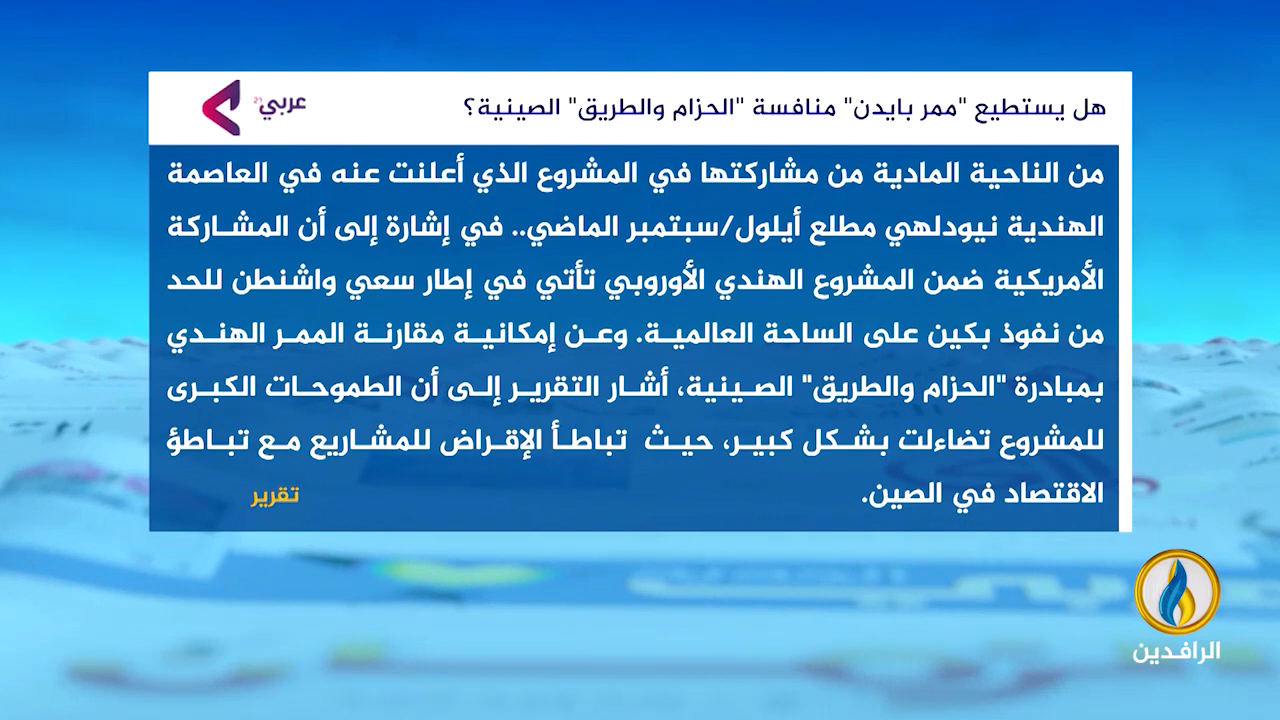 هل يستطيع "ممر بايدن" منافسة "الحزام والطريق" الصينية؟
عربي21
من الناحية المادية من مشاركتها في المشروع الذي أعلنت عنه في العاصمة
الهندية نيودلهي مطلع أيلول/سبتمبر الماضي.. في إشارة إلى أن المشاركة
الأمريكية ضمن المشروع الهندي الأوروبي تأتي في إطار سعي واشنطن للحد
من نفوذ بكين على الساحة العالمية. وعن إمكانية مقارنة الممر الهندي
بمبادرة "الحزام والطريق" الصينية، أشار التقرير إلى أن الطموحات الكبرى
للمشروع تضاءلت بشكل كبير، حيث تباطأ الإقراض للمشاريع مع تباطؤ
الاقتصاد في الصين.
تقرير
الرافدين